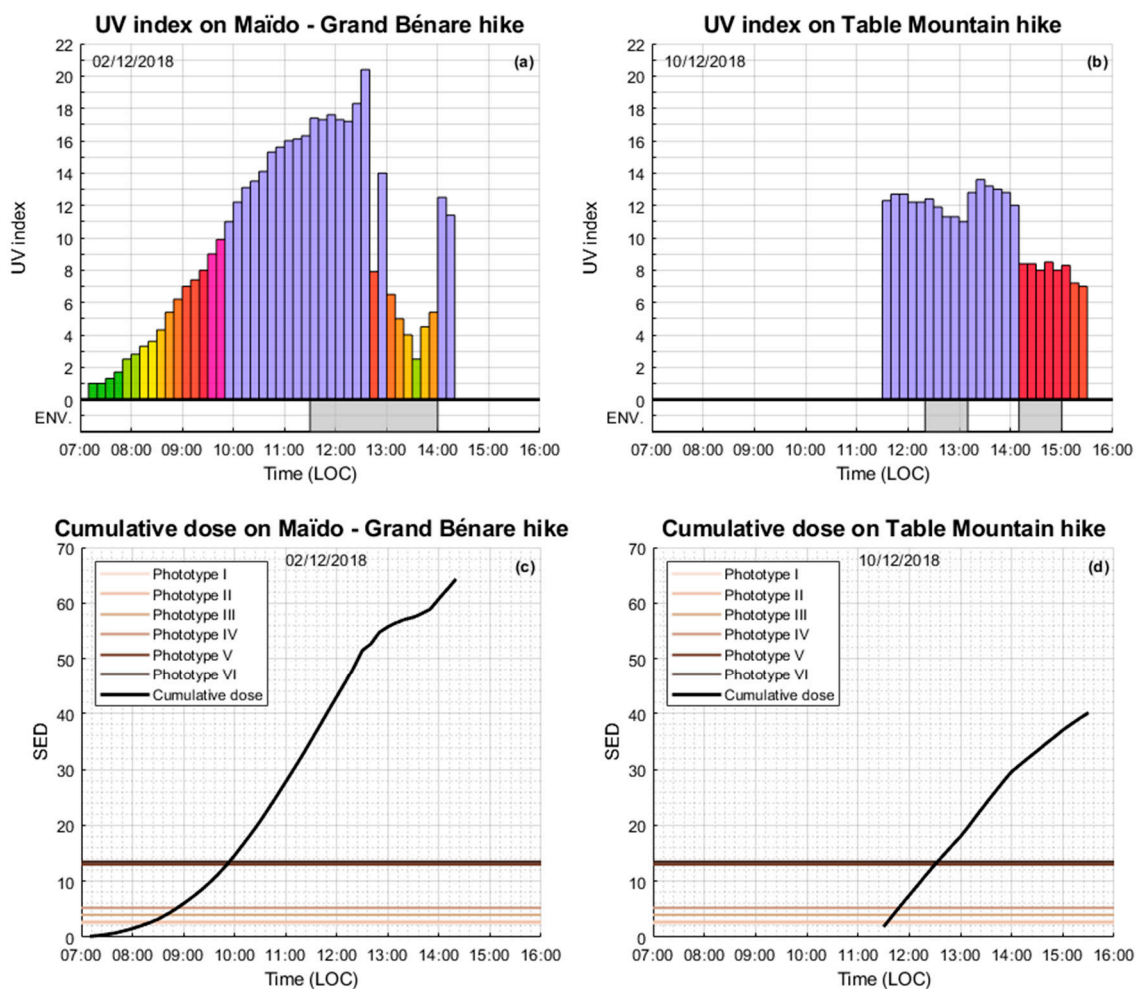 UV index on Maïdo - Grand Bénare hike
02/12/2018
(a)
22
20
18
16
14
12
10
8
6
4
2
0
ENV.
UV index
07:00 08:00 09:00 10:00 11:00 12:00 13:00 14:00 15:00 16:00
Time (LOC)
UV index on Table Mountain hike
10/12/2018
(b)
22
20
18
16
14
12
10
8
6
4
2
0
ENV.
UV index
07:00 08:00 09:00 10:00 11:00 12:00 13:00 14:00 15:00 16:00
Time (LOC)
Cumulative dose on Maïdo - Grand Bénare hike
02/12/2018
(c)
Phototype I
Phototype II
Phototype III
Phototype IV
Phototype V
Phototype VI
Cumulative dose
70
60
50
40
30
20
10
0
SED
07:00 08:00 09:00 10:00 11:00 12:00 13:00 14:00 15:00 16:00
Time (LOC)
Cumulative dose on Table Mountain hike
10/12/2018
(d)
Phototype I
Phototype II
Phototype III
Phototype IV
Phototype V
Phototype VI
Cumulative dose
70
60
50
40
30
20
10
0
SED
07:00 08:00 09:00 10:00 11:00 12:00 13:00 14:00 15:00 16:00
Time (LOC)